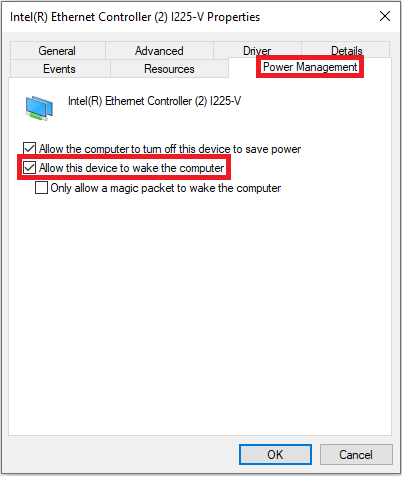 Intel(R) Ethernet Controller (2) I225-V Properties
General Advanced Driver Details
Events Resources Power Management
Intel(R) Ethernet Controller (2) I225-V
Allow the computer to turn off this device to save power
Allow this device to wake the computer
Only allow a magic packet to wake the computer
OK Cancel